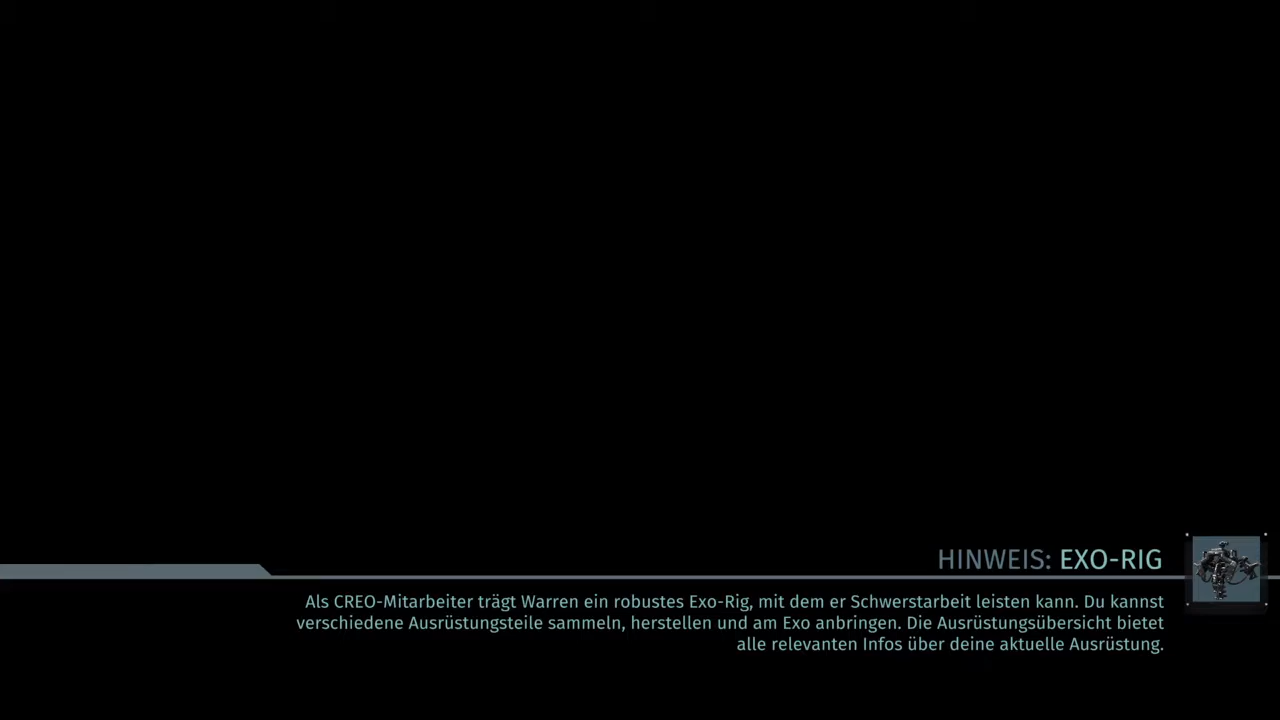 HINWEIS: EXO-RIG
Als CREO-Mitarbeiter trägt Warren ein robustes Exo-Rig, mit dem er Schwerstarbeit leisten kann. Du kannst
verschiedene Ausrüstungsteile sammeln, herstellen und am Exo anbringen. Die Ausrüstungsübersicht bietet
alle relevanten Infos über deine aktuelle Ausrüstung.